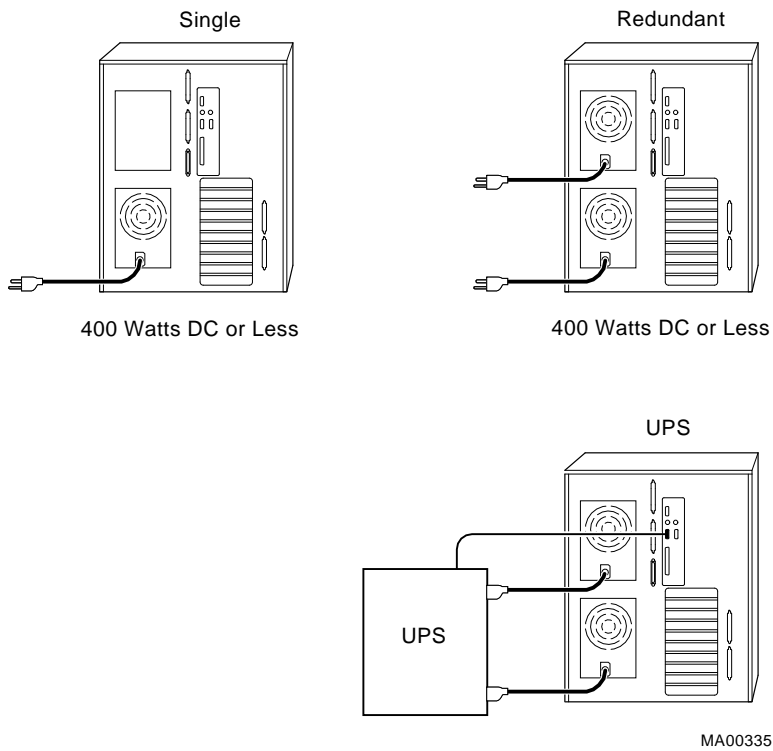 Single
Redundant
400 Watts DC or Less
400 Watts DC or Less
UPS
UPS
MA00335